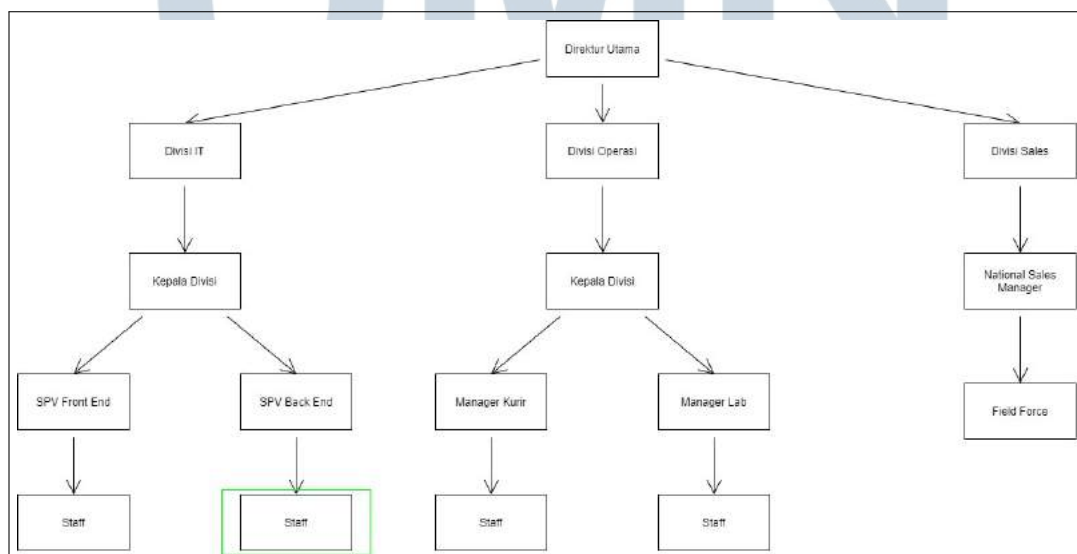 Direktur Utama
Divisi IT
Divisi Operasi
Divisi Sales
Kepala Divisi
Kepala Divisi
National Sales
Manager
SPV Front End
SPV Back End
Manager Kurir
Manager Lab
Field Force
Staff
Staff
Staff
Staff